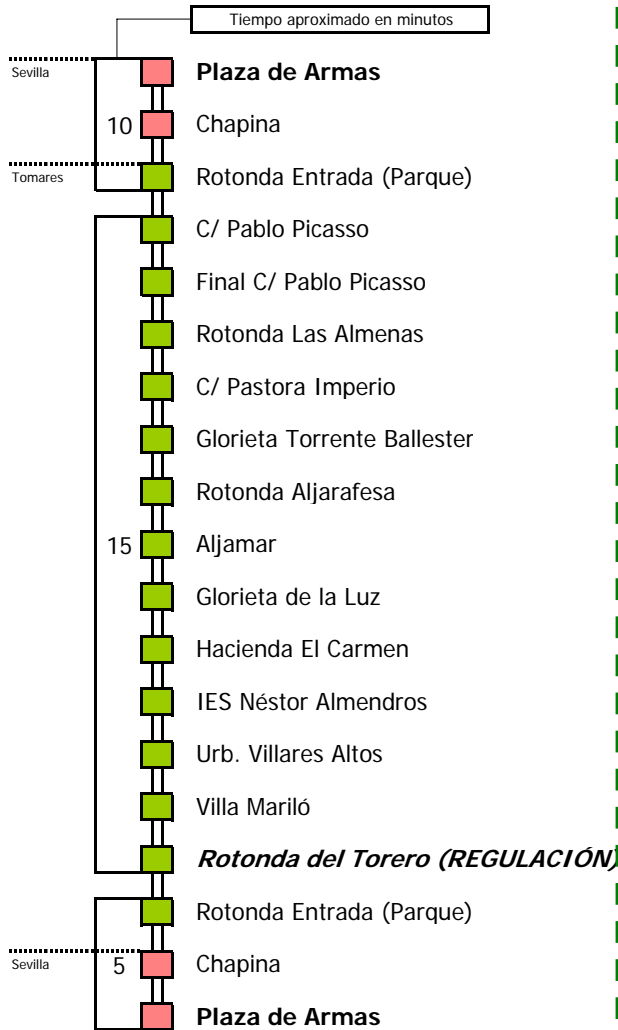 Tiempo aproximado en minutos
Sevilla
Plaza de Armas
10
Chapina
Tomares
Rotonda Entrada (Parque)
C/ Pablo Picasso
Final C/ Pablo Picasso
Rotonda Las Almenas
C/ Pastora Imperio
Glorieta Torrente Ballester
Rotonda Aljarafesa
15
Aljamar
Glorieta de la Luz
Hacienda El Carmen
IES Néstor Almendros
Urb. Villares Altos
Villa Mariló
Rotonda del Torero (REGULACIÓN)
Rotonda Entrada (Parque)
Sevilla
5
Chapina
Plaza de Armas